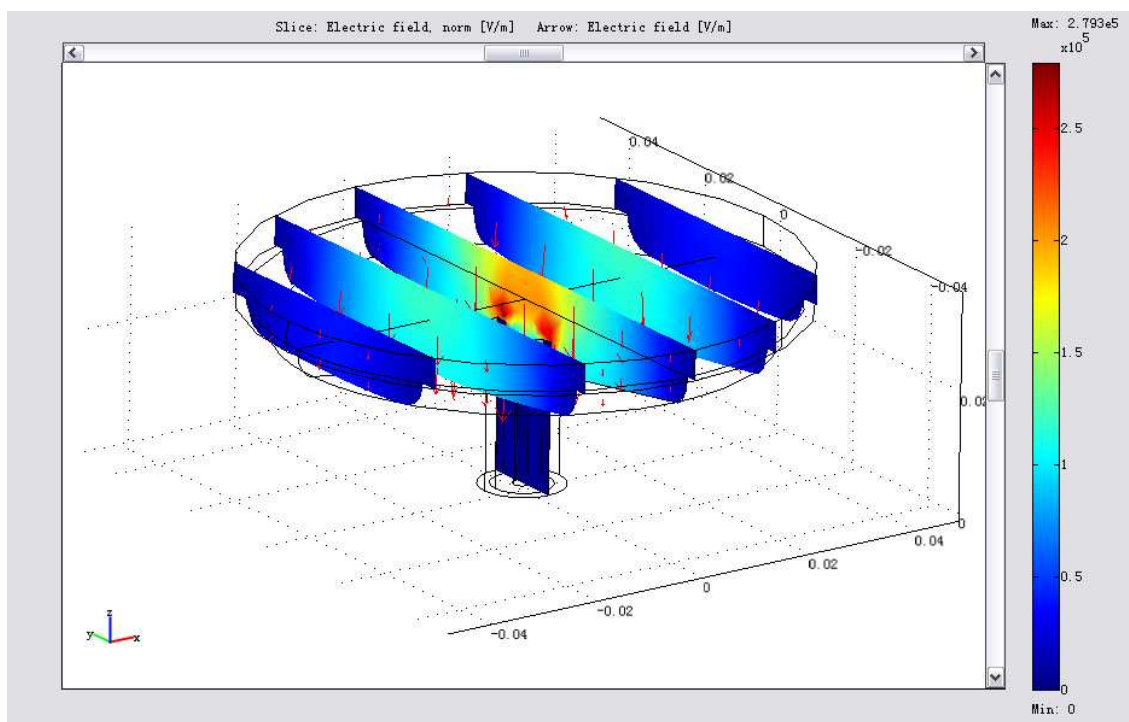 Slice: Electric field, norm [V/m] Arrow: Electric field [V/m]
Max: 2.793e5
x10^5
2.5
2
1.5
1
0.5
0
Min: 0
0.04
0.02
0
-0.02
-0.04
0.02
0
0.04
0.02
0
-0.02
-0.04
z
y
x